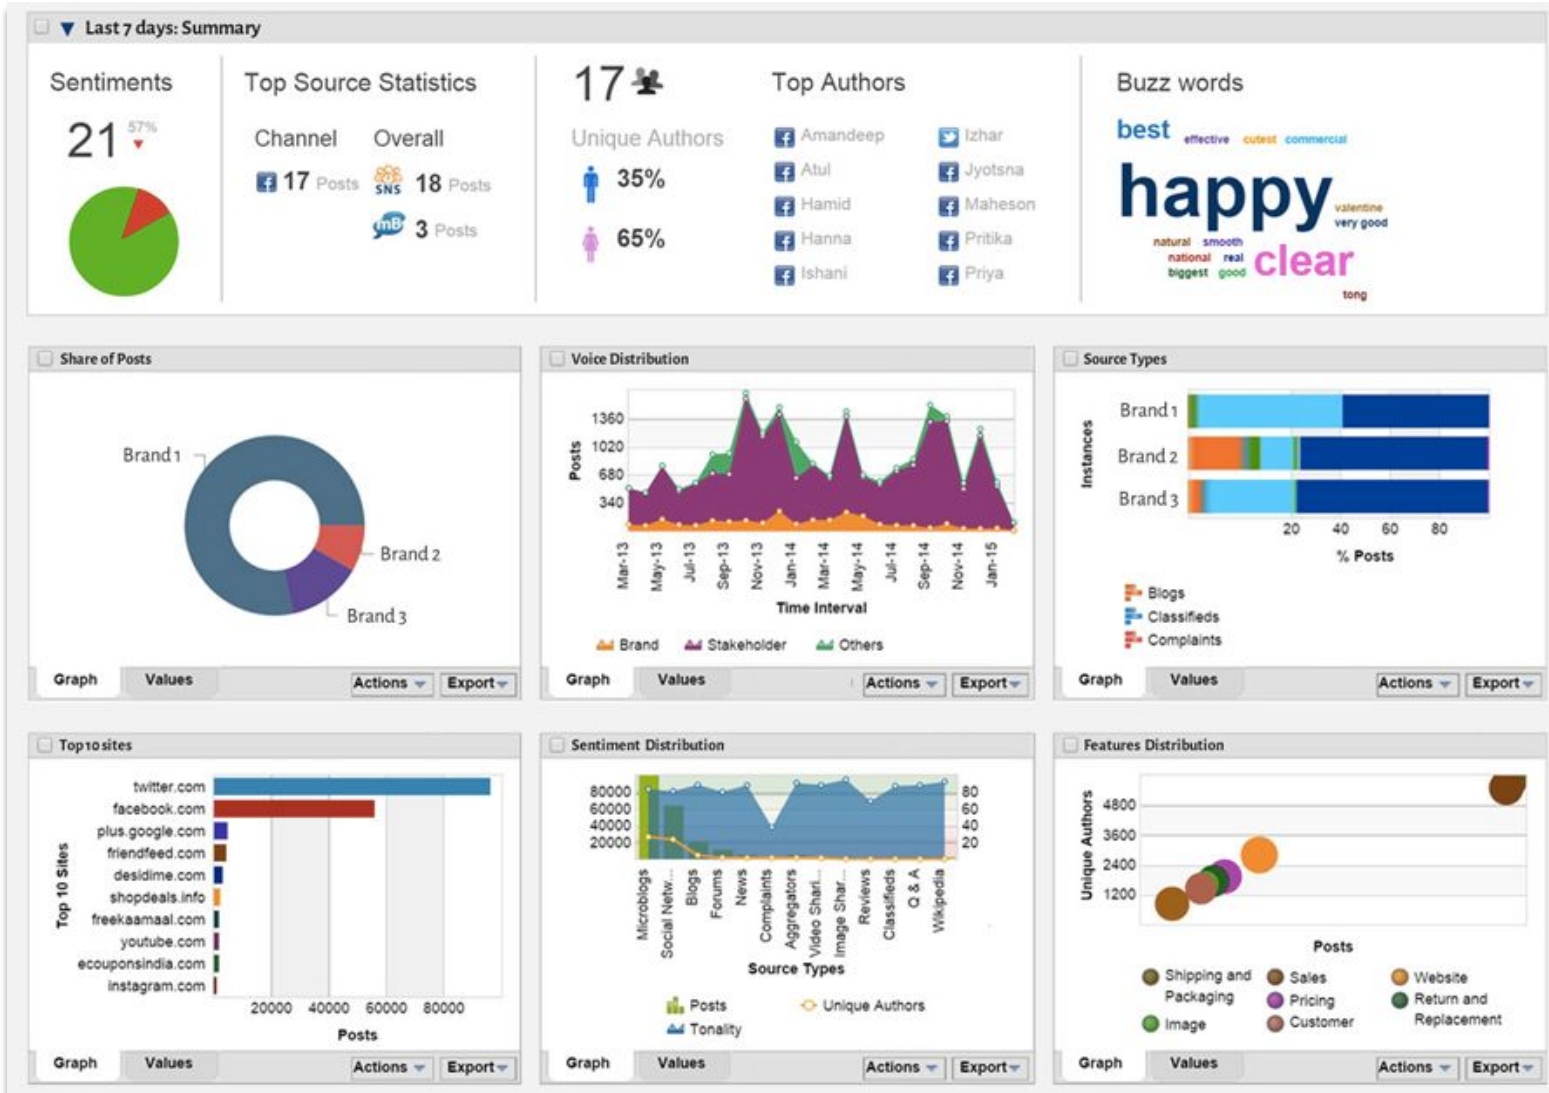 Last 7 days: Summary
Sentiments
21 57%
Top Source Statistics
Channel Overall
17 Posts
SNS 18 Posts
mB 3 Posts
17
Unique Authors
35%
65%
Top Authors
Amandeep Izhar
Atul Jyotsna
Hamid Maheson
Hanna Pritika
Ishani Priya
Buzz words
best effective cutest commercial
happy
valentine
very good
natural smooth
national real
biggest good
clear
tong
Share of Posts
Brand 1
Brand 2
Brand 3
Graph Values Actions Export
Voice Distribution
Posts
1360
1020
680
340
Mar-13 May-13 Jul-13 Sep-13 Nov-13 Jan-14 Mar-14 May-14 Jul-14 Sep-14 Nov-14 Jan-15
Time Interval
Brand Stakeholder Others
Graph Values Actions Export
Source Types
Instances
Brand 1
Brand 2
Brand 3
20 40 60 80
% Posts
Blogs
Classifieds
Complaints
Graph Values Actions Export
Top 10 sites
Top 10 Sites
twitter.com
facebook.com
plus.google.com
friendfeed.com
desidime.com
shopdeals.info
freekaamaal.com
youtube.com
ecouponsindia.com
instagram.com
20000 40000 60000 80000
Posts
Graph Values Actions Export
Sentiment Distribution
80000 80
60000 60
40000 40
20000 20
Microblogs Social Netw... Blogs Forums News Complaints Aggregators Video Shari... Image Shar... Reviews Classifieds Q & A Wikipedia
Source Types
Posts Unique Authors
Tonality
Graph Values Actions Export
Features Distribution
Unique Authors
4800
3600
2400
1200
Posts
Shipping and Packaging
Sales
Website
Pricing
Return and Replacement
Image
Customer
Graph Values Actions Export